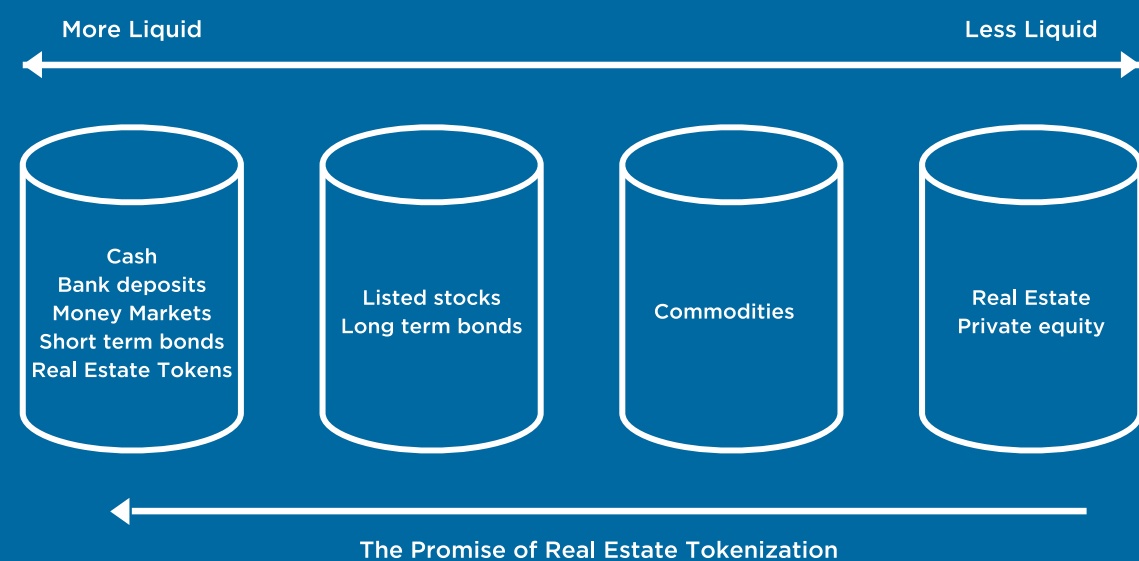 More Liquid
Less Liquid
Cash
Bank deposits
Money Markets
Short term bonds
Real Estate Tokens
Listed stocks
Long term bonds
Commodities
Real Estate
Private equity
The Promise of Real Estate Tokenization